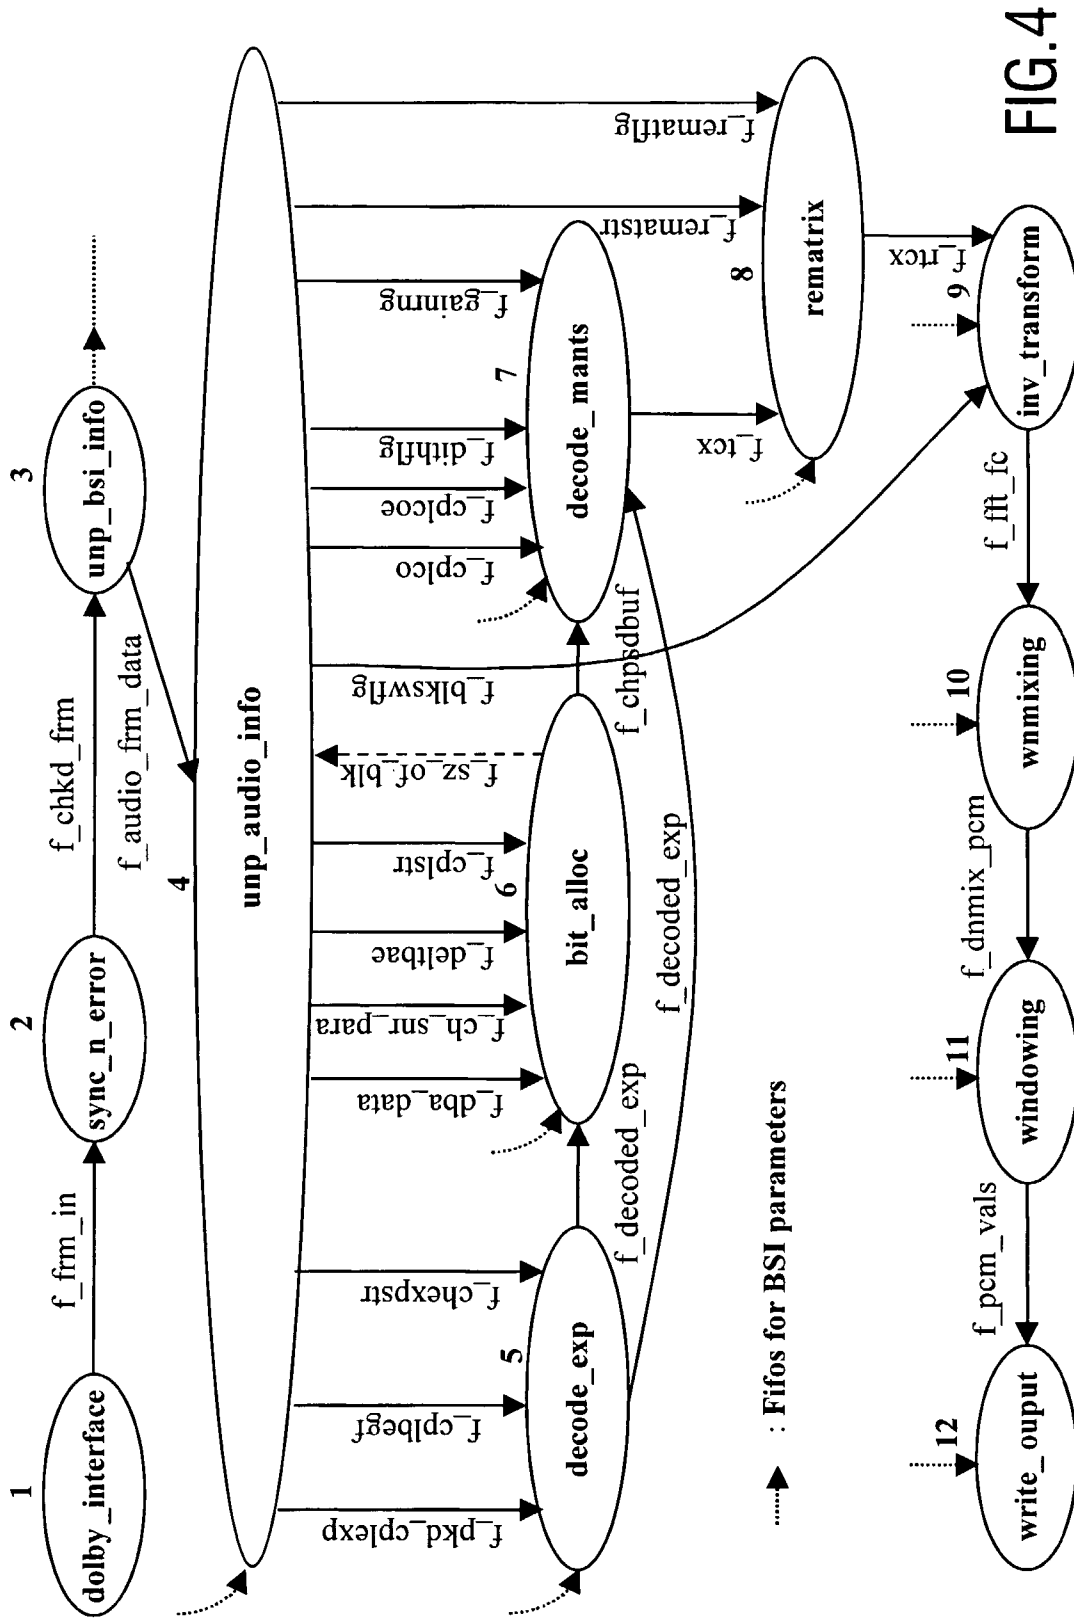 1
2
3
dolby_interface
f_frm_in
sync_n_error
f_chkd_frm
unp_bsi_info
f_audio_frm_data
4
unp_audio_info
f_pkd_cplexp
f_cplbegf
f_chexpstr
f_dba_data
f_ch_snr_para
f_deltbae
f_cplstr
f_sz_of_blk
f_blkswflg
f_cplco
f_cplcoe
f_dithflg
f_gainrng
f_rematstr
f_rematflg
5
decode_exp
f_decoded_exp
6
bit_alloc
f_chpsdbuf
7
decode_mants
f_decoded_exp
f_tcx
8
rematrix
f_rtcx
: Fifos for BSI parameters
12
write_ouput
f_pcm_vals
11
windowing
f_dnmix_pcm
10
wnmixing
f_fft_fc
9
inv_transform
FIG.4